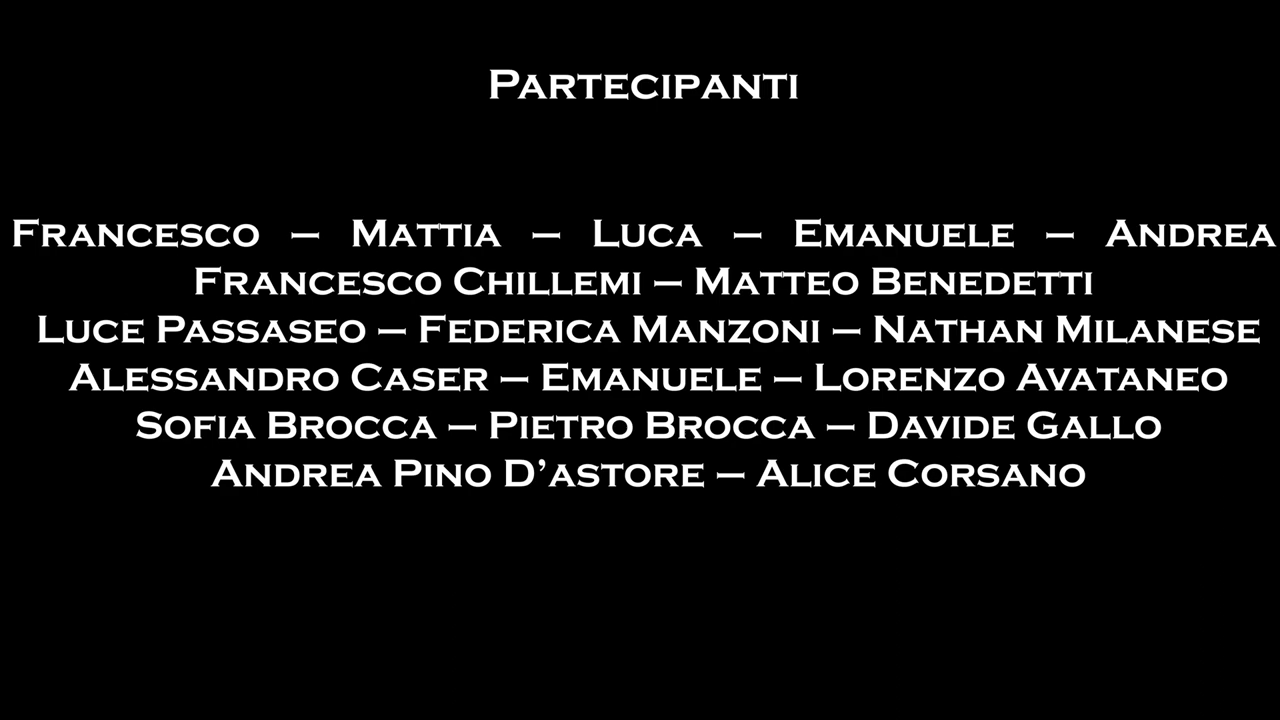 Partecipanti
Francesco – Mattia – Luca – Emanuele – Andrea
Francesco Chillemi – Matteo Benedetti
Luce Passaseo – Federica Manzoni – Nathan Milanese
Alessandro Caser – Emanuele – Lorenzo Avataneo
Sofia Brocca – Pietro Brocca – Davide Gallo
Andrea Pino D’astore – Alice Corsano